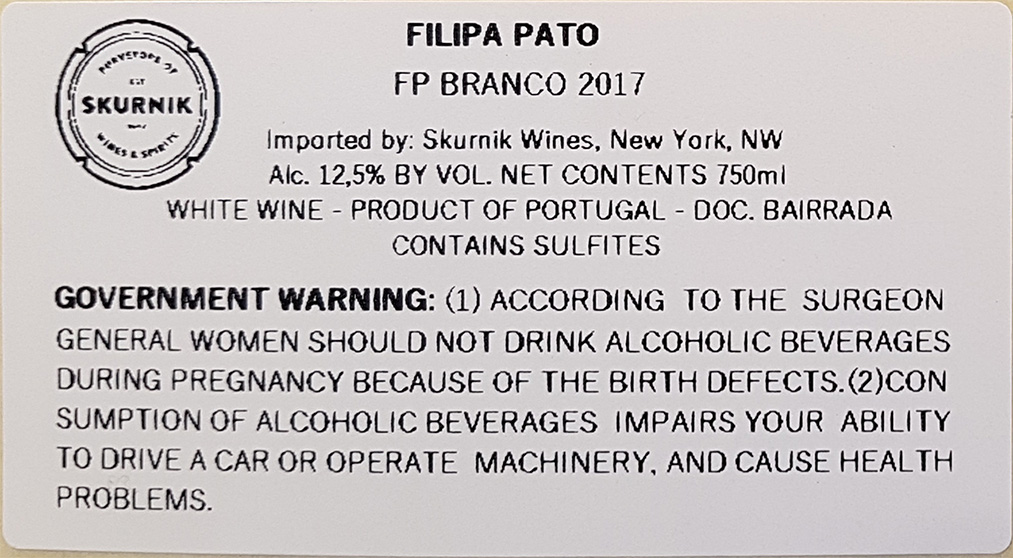 FILIPA PATO
FP BRANCO 2017
PURVEYORS OF
EST
SKURNIK
WINES & SPIRITS
Imported by: Skurnik Wines, New York, NW
Alc. 12,5% BY VOL. NET CONTENTS 750ml
WHITE WINE - PRODUCT OF PORTUGAL - DOC. BAIRRADA
CONTAINS SULFITES
GOVERNMENT WARNING: (1) ACCORDING TO THE SURGEON
GENERAL WOMEN SHOULD NOT DRINK ALCOHOLIC BEVERAGES
DURING PREGNANCY BECAUSE OF THE BIRTH DEFECTS.(2)CON
SUMPTION OF ALCOHOLIC BEVERAGES IMPAIRS YOUR ABILITY
TO DRIVE A CAR OR OPERATE MACHINERY, AND CAUSE HEALTH
PROBLEMS.